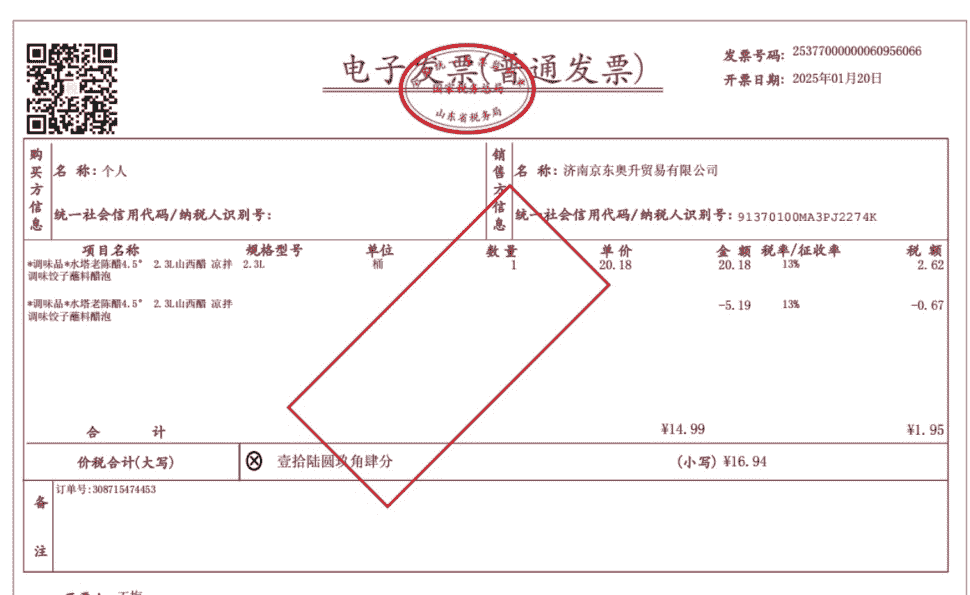 电子发票(普通发票)
国家税务总局
山东省税务局
发票号码: 25377000000060956066
开票日期: 2025年01月20日
购买方信息
名 称: 个人
统一社会信用代码/纳税人识别号:
销售方信息
名 称: 济南京东奥升贸易有限公司
统一社会信用代码/纳税人识别号: 91370100MA3PJ2274K
项目名称 规格型号 单位 数量 单价 金额 税率/征收率 税额
*调味品*水塔老陈醋4.5° 2.3L山西醋 凉拌 2.3L 桶 1 20.18 20.18 13% 2.62
调味饺子蘸料醋泡
*调味品*水塔老陈醋4.5° 2.3L山西醋 凉拌 -5.19 13% -0.67
调味饺子蘸料醋泡
合 计 ¥14.99 ¥1.95
价税合计(大写) 壹拾陆圆玖角肆分 (小写) ¥16.94
备注
订单号:308715474453